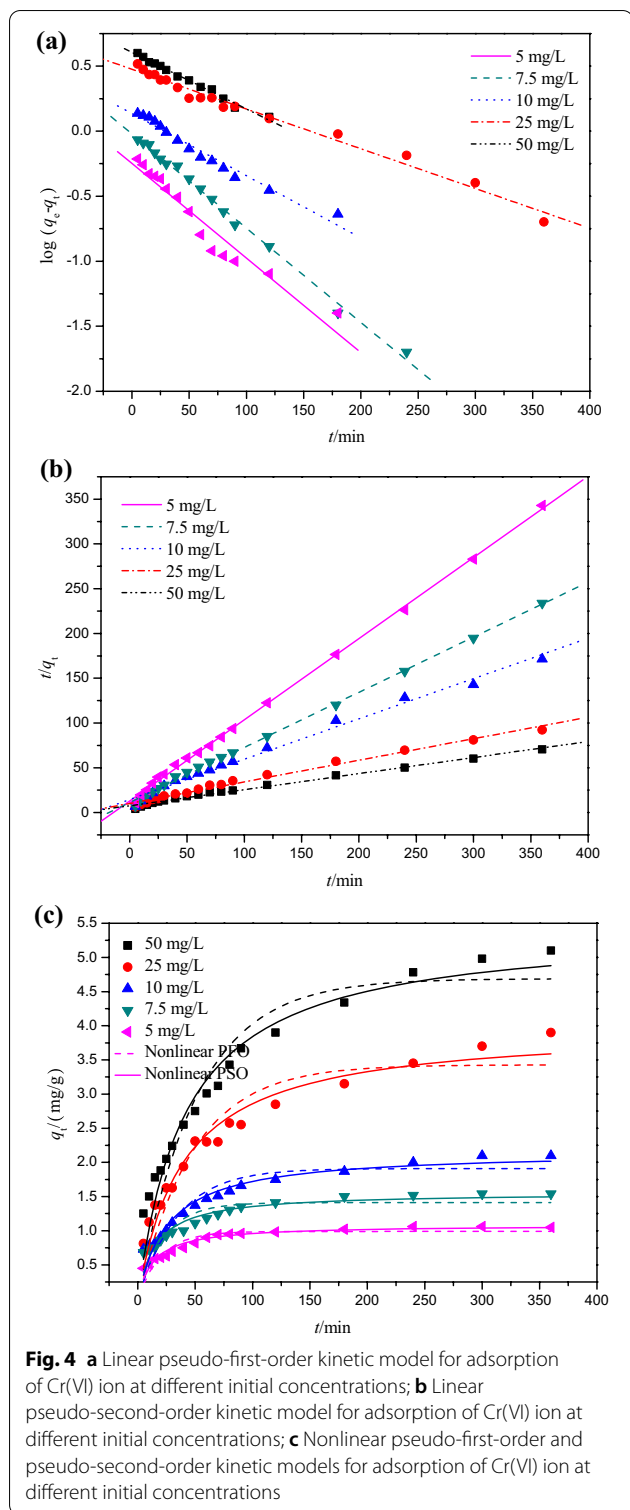 (a)
0.5
0.0
-0.5
-1.0
-1.5
-2.0
log (qe-qt)
5 mg/L
7.5 mg/L
10 mg/L
25 mg/L
50 mg/L
0 50 100 150 200 250 300 350 400
t/min
(b)
350
300
250
200
150
100
50
0
t/qt
5 mg/L
7.5 mg/L
10 mg/L
25 mg/L
50 mg/L
0 50 100 150 200 250 300 350 400
t/min
(c)
5.5
5.0
4.5
4.0
3.5
3.0
2.5
2.0
1.5
1.0
0.5
qt/(mg/g)
50 mg/L
25 mg/L
10 mg/L
7.5 mg/L
5 mg/L
Nonlinear PFO
Nonlinear PSO
0 50 100 150 200 250 300 350 400
t/min
Fig. 4 a Linear pseudo-first-order kinetic model for adsorption
of Cr(VI) ion at different initial concentrations; b Linear
pseudo-second-order kinetic model for adsorption of Cr(VI) ion at
different initial concentrations; c Nonlinear pseudo-first-order and
pseudo-second-order kinetic models for adsorption of Cr(VI) ion at
different initial concentrations